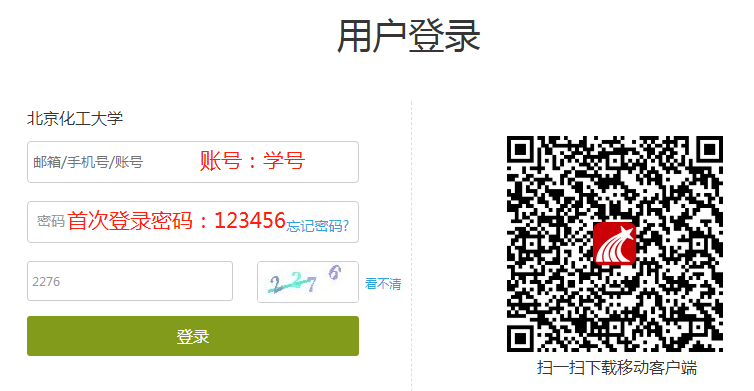 用户登录
北京化工大学
邮箱/手机号/账号 账号：学号
密码 首次登录密码：123456 忘记密码?
2276 2276 看不清
登录
扫一扫下载移动客户端